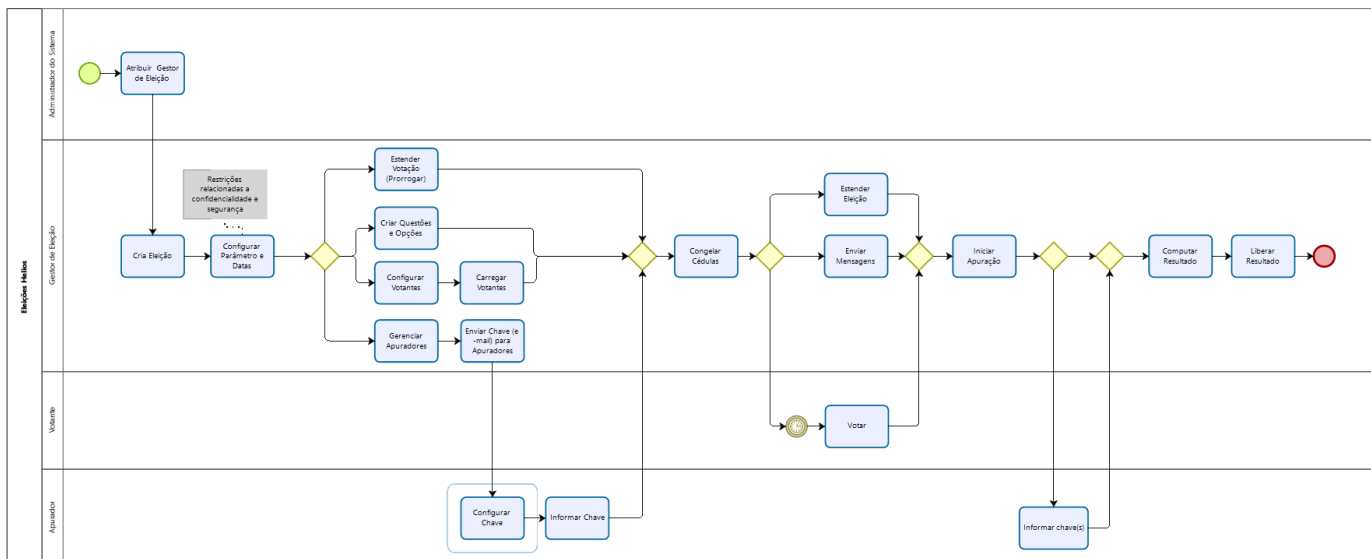 Eleições Helios
Administrador do Sistema
Atribuir Gestor
de Eleição
Gestor de Eleição
Restrições
relacionadas a
confidencialidade e
segurança
Cria Eleição
Configurar
Parâmetro e
Datas
Estender
Votação
(Prorrogar)
Criar Questões
e Opções
Configurar
Votantes
Carregar
Votantes
Gerenciar
Apuradores
Enviar Chave (e
-mail) para
Apuradores
Congelar
Cédulas
Estender
Eleição
Enviar
Mensagens
Iniciar
Apuração
Computar
Resultado
Liberar
Resultado
Votante
Votar
Apurador
Configurar
Chave
Informar Chave
Informar chave(s)